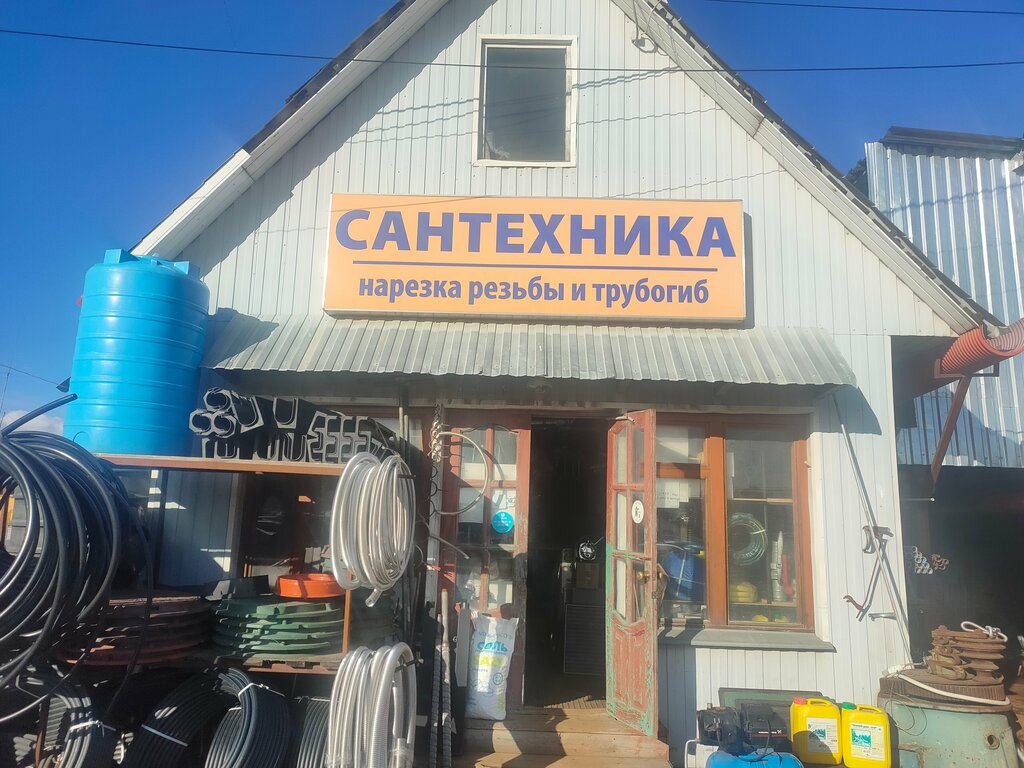 САНТЕХНИКА
нарезка резьбы и трубогиб
СОЛЬ